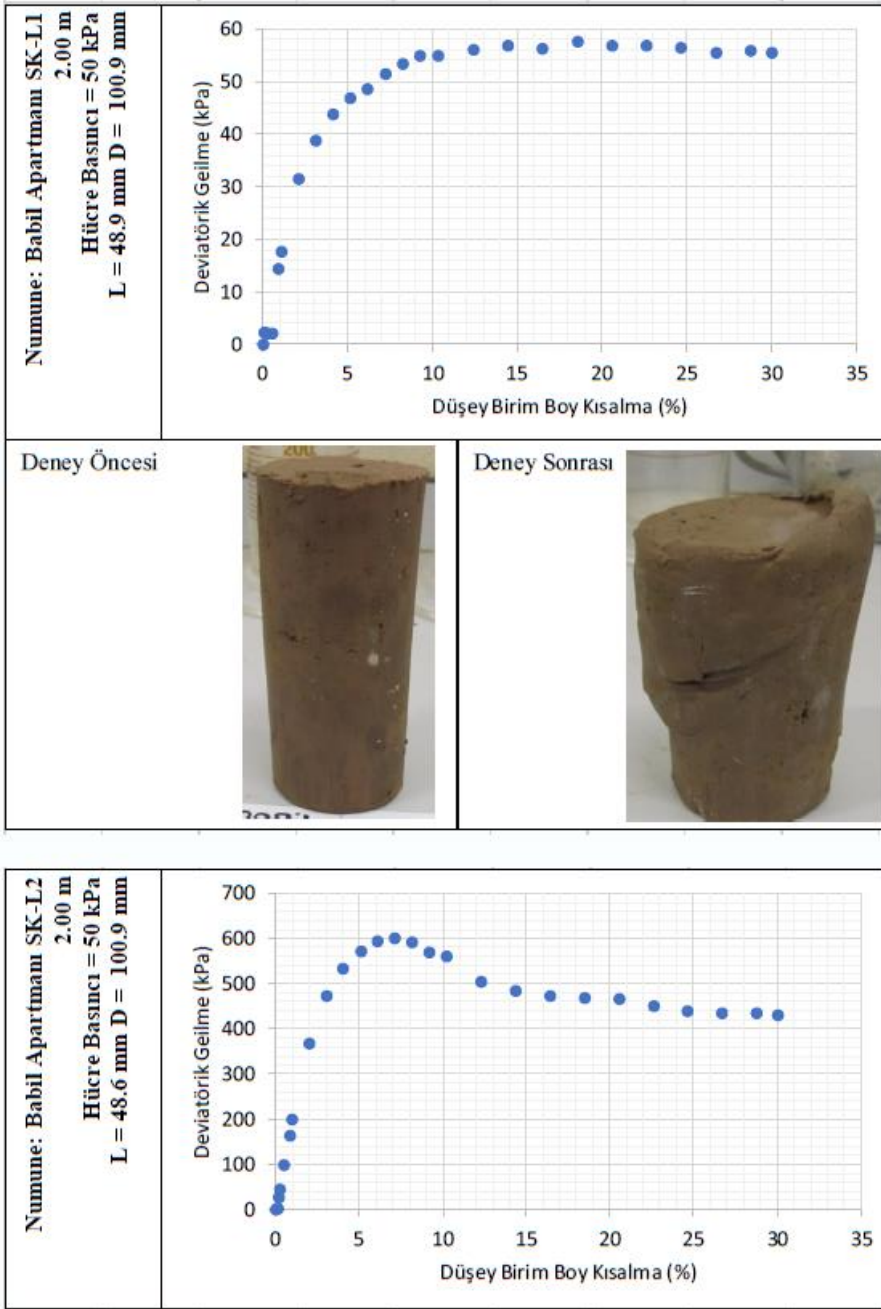 Numune: Babil Apartmanı SK-L1
2.00 m
Hücre Basıncı = 50 kPa
L = 48.9 mm D = 100.9 mm
Deviatörik Geilme (kPa)
60
50
40
30
20
10
0
0 5 10 15 20 25 30 35
Düşey Birim Boy Kısalma (%)
Deney Öncesi
200
Deney Sonrası
Numune: Babil Apartmanı SK-L2
2.00 m
Hücre Basıncı = 50 kPa
L = 48.6 mm D = 100.9 mm
Deviatörik Geilme (kPa)
700
600
500
400
300
200
100
0
0 5 10 15 20 25 30 35
Düşey Birim Boy Kısalma (%)